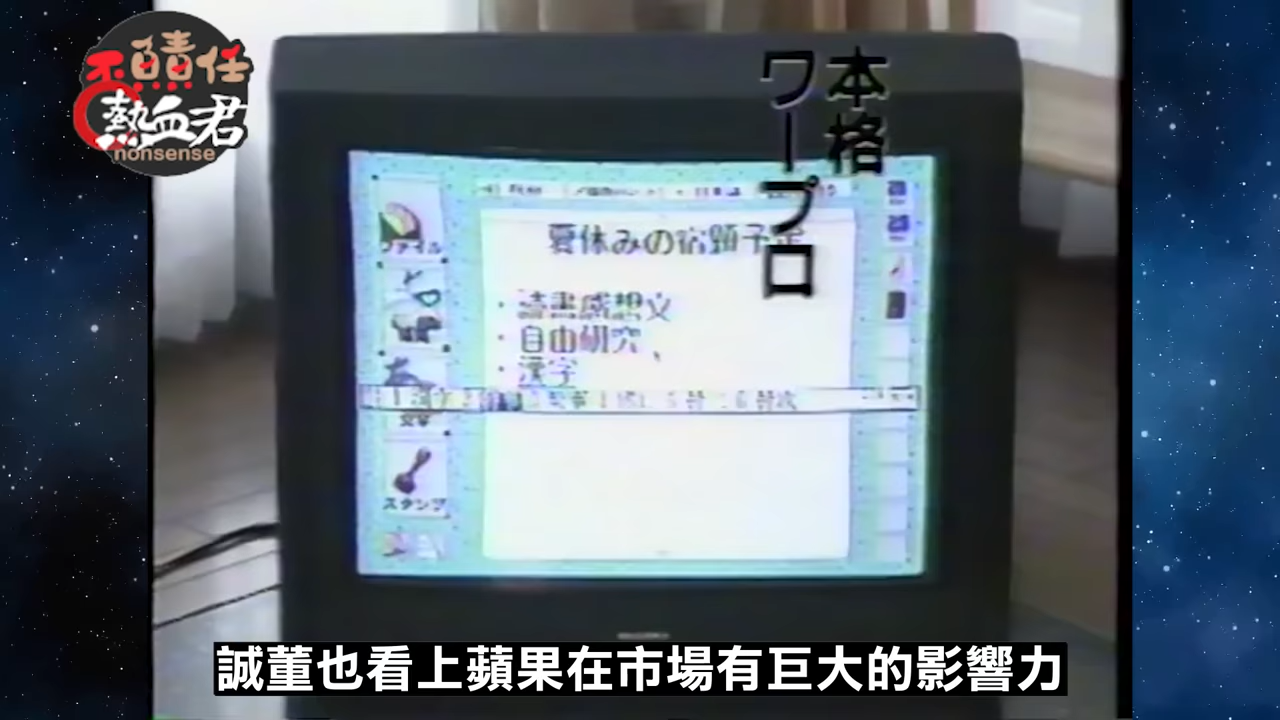 不負責任
熱血君
nonsense
本格
ワープロ
ファイル
夏休みの宿題予定
・読書感想文
・自由研究
・漢字
スタンプ
誠董也看上蘋果在市場有巨大的影響力